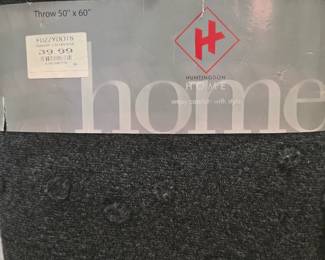 Throw 50" x 60"
FUZZYDOTS
39.99
H
HUNTINGDON
HOME
home